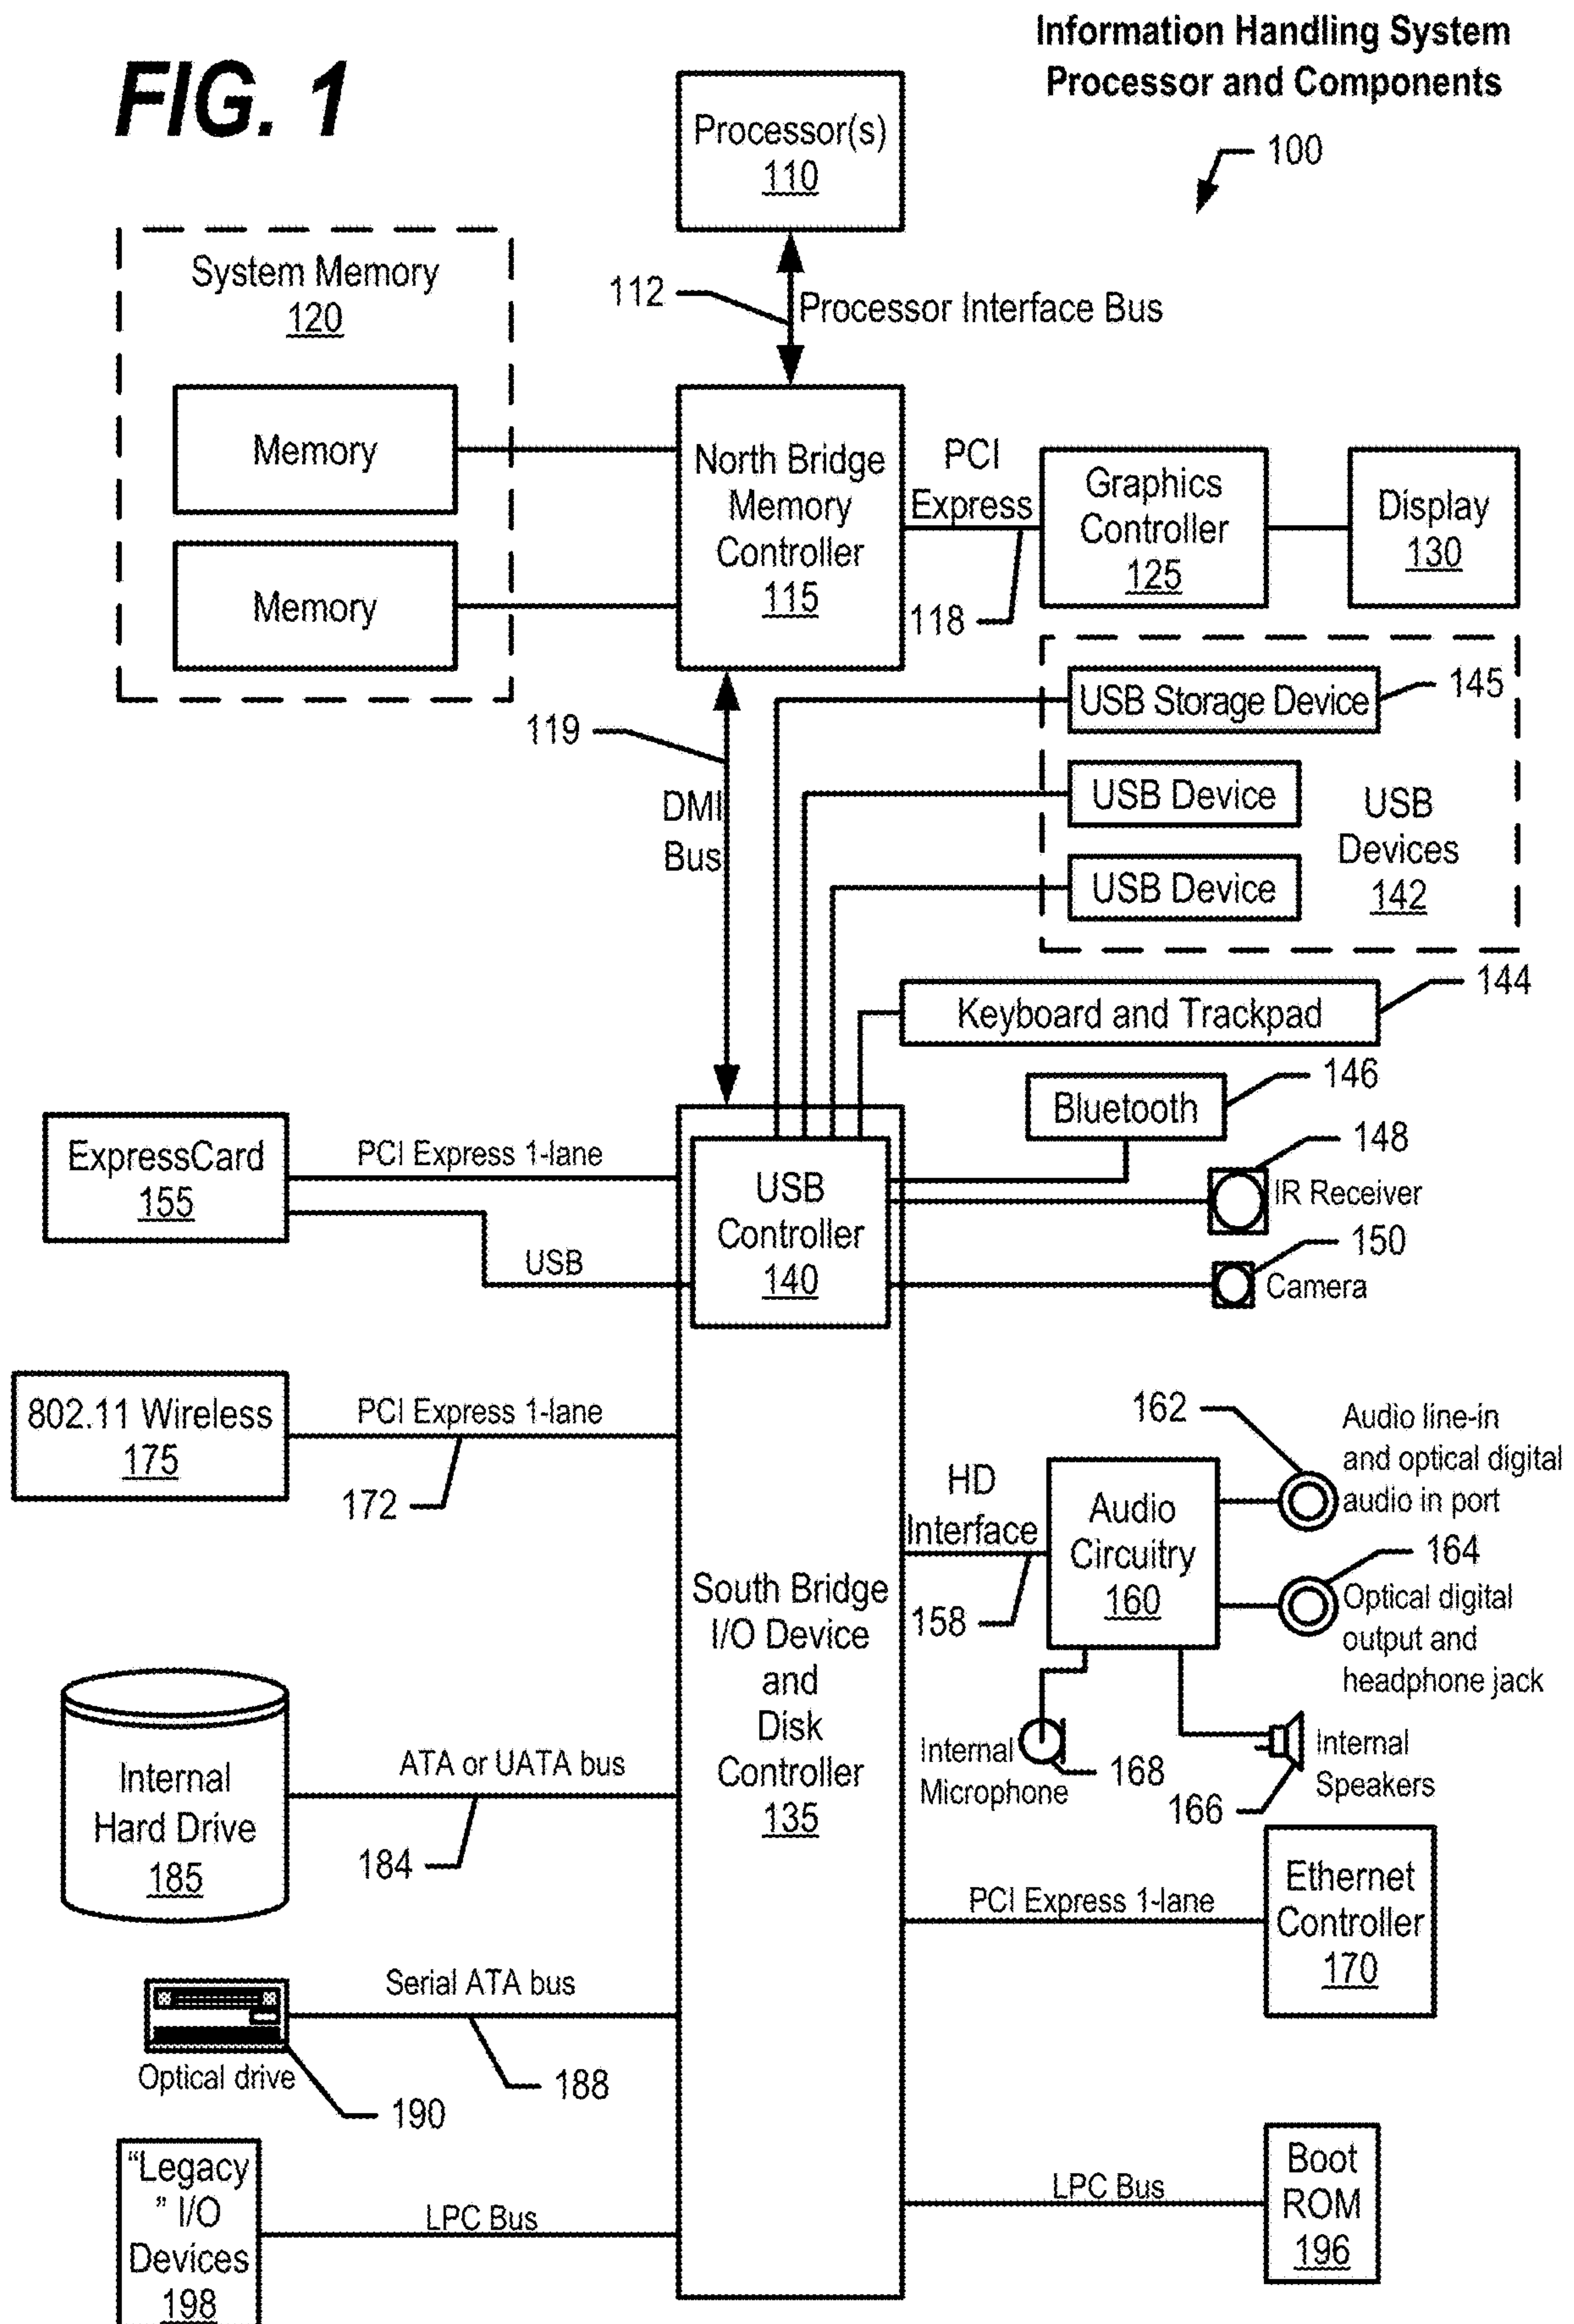 FIG. 1
Information Handling System
Processor and Components
100
Processor(s)
110
112
Processor Interface Bus
System Memory
120
Memory
Memory
North Bridge
Memory
Controller
115
PCI
Express
118
Graphics
Controller
125
Display
130
119
DMI
Bus
USB Storage Device
145
USB Device
USB Device
USB
Devices
142
Keyboard and Trackpad
144
Bluetooth
146
148
IR Receiver
150
Camera
ExpressCard
155
PCI Express 1-lane
USB
USB
Controller
140
802.11 Wireless
175
PCI Express 1-lane
172
South Bridge
I/O Device
and
Disk
Controller
135
HD
Interface
158
Audio
Circuitry
160
162
Audio line-in
and optical digital
audio in port
164
Optical digital
output and
headphone jack
Internal
Microphone
168
166
Internal
Speakers
Internal
Hard Drive
185
ATA or UATA bus
184
PCI Express 1-lane
Ethernet
Controller
170
Serial ATA bus
188
Optical drive
190
"Legacy
" I/O
Devices
198
LPC Bus
LPC Bus
Boot
ROM
196